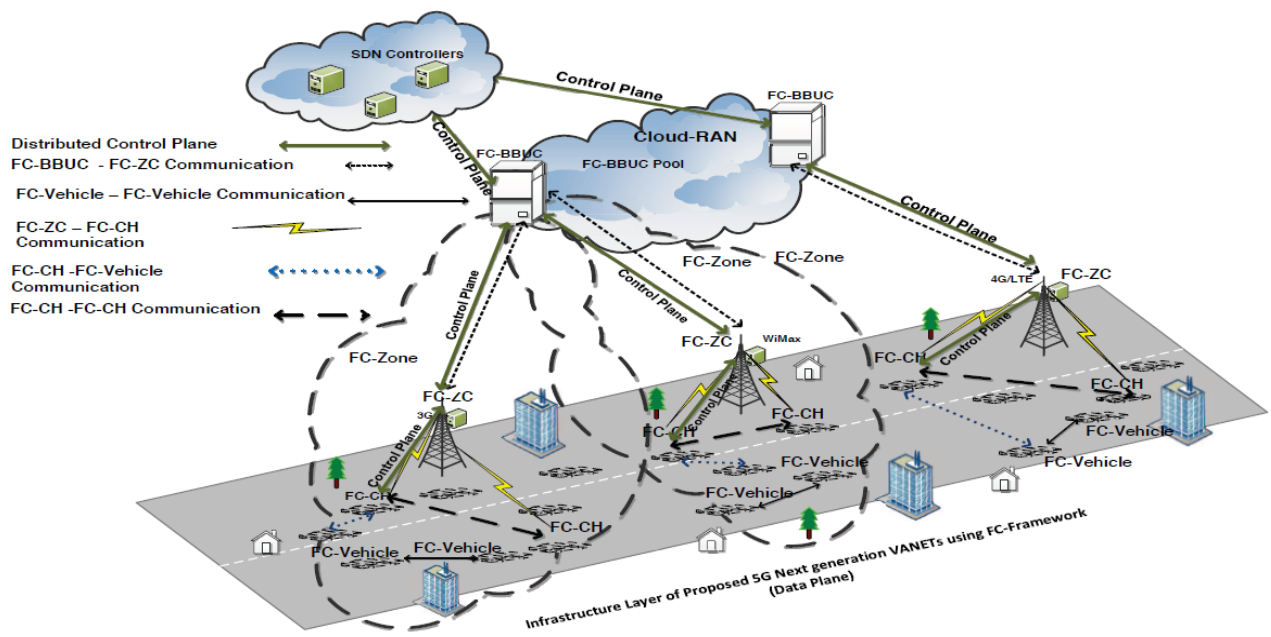 SDN Controllers
Control Plane
FC-BBUC
Cloud-RAN
FC-BBUC Pool
Control Plane
FC-BBUC
Distributed Control Plane
FC-BBUC - FC-ZC Communication
FC-Vehicle – FC-Vehicle Communication
FC-ZC – FC-CH
Communication
FC-CH -FC-Vehicle
Communication
FC-CH -FC-CH Communication
Control Plane
Control Plane
Control Plane
FC-Zone
FC-Zone
FC-Zone
4G/LTE
FC-ZC
Control Plane
FC-CH
FC-CH
FC-Vehicle
FC-Vehicle
FC-ZC
WiMax
Control Plane
FC-CH
FC-CH
FC-Vehicle
FC-Vehicle
FC-ZC
3G
Control Plane
FC-CH
FC-CH
FC-Vehicle
FC-Vehicle
Infrastructure Layer of Proposed 5G Next generation VANETs using FC-Framework
(Data Plane)